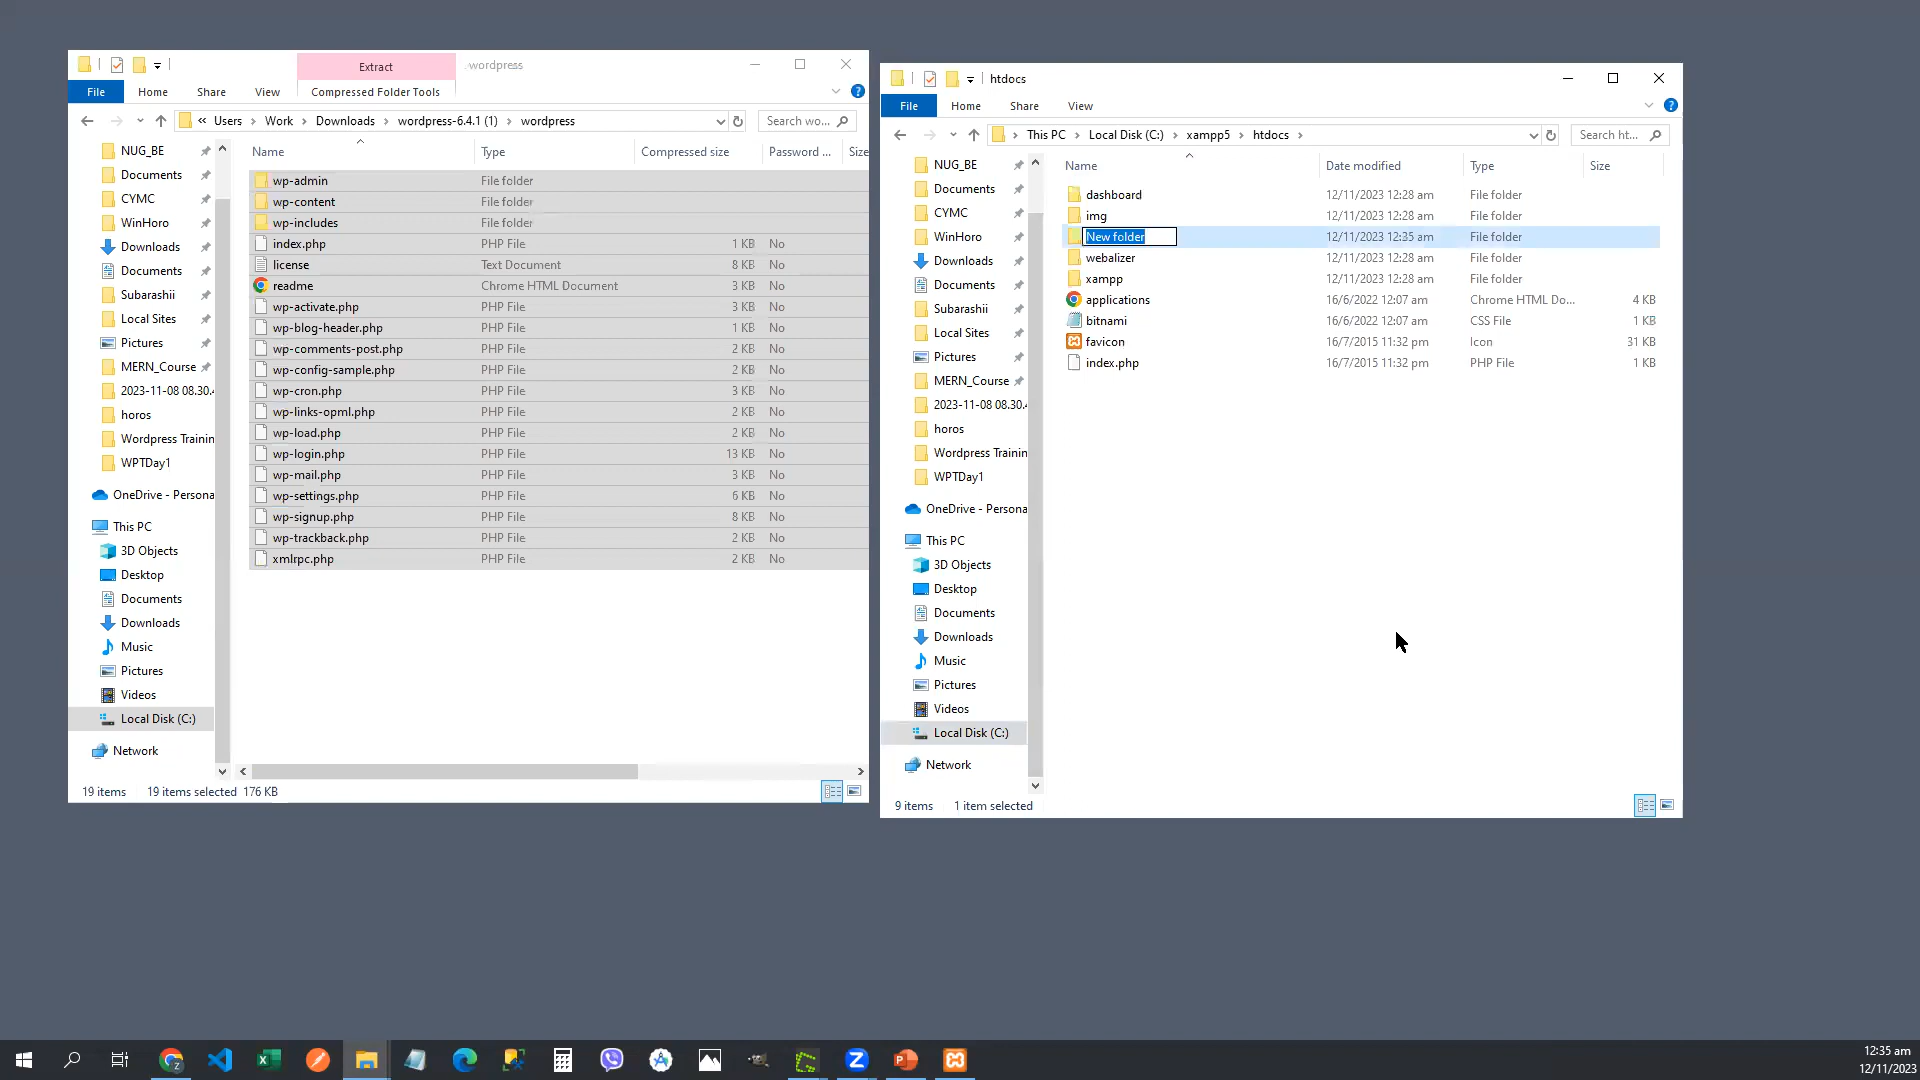 Extract
wordpress
File
Home
Share
View
Compressed Folder Tools
« Users > Work > Downloads > wordpress-6.4.1 (1) > wordpress
Search wo...
NUG_BE
Documents
CYMC
WinHoro
Downloads
Documents
Subarashii
Local Sites
Pictures
MERN_Course
2023-11-08 08.30.4
horos
Wordpress Trainin
WPTDay1
OneDrive - Persona
This PC
3D Objects
Desktop
Documents
Downloads
Music
Pictures
Videos
Local Disk (C:)
Network
Name Type Compressed size Password ... Size
wp-admin File folder
wp-content File folder
wp-includes File folder
index.php PHP File 1 KB No
license Text Document 8 KB No
readme Chrome HTML Document 3 KB No
wp-activate.php PHP File 3 KB No
wp-blog-header.php PHP File 1 KB No
wp-comments-post.php PHP File 2 KB No
wp-config-sample.php PHP File 2 KB No
wp-cron.php PHP File 3 KB No
wp-links-opml.php PHP File 2 KB No
wp-load.php PHP File 2 KB No
wp-login.php PHP File 13 KB No
wp-mail.php PHP File 3 KB No
wp-settings.php PHP File 6 KB No
wp-signup.php PHP File 8 KB No
wp-trackback.php PHP File 2 KB No
xmlrpc.php PHP File 2 KB No
19 items 19 items selected 176 KB
htdocs
File
Home
Share
View
> This PC > Local Disk (C:) > xampp5 > htdocs >
Search ht...
NUG_BE
Documents
CYMC
WinHoro
Downloads
Documents
Subarashii
Local Sites
Pictures
MERN_Course
2023-11-08 08.30.4
horos
Wordpress Trainin
WPTDay1
OneDrive - Persona
This PC
3D Objects
Desktop
Documents
Downloads
Music
Pictures
Videos
Local Disk (C:)
Network
Name Date modified Type Size
dashboard 12/11/2023 12:28 am File folder
img 12/11/2023 12:28 am File folder
New folder 12/11/2023 12:35 am File folder
webalizer 12/11/2023 12:28 am File folder
xampp 12/11/2023 12:28 am File folder
applications 16/6/2022 12:07 am Chrome HTML Do... 4 KB
bitnami 16/6/2022 12:07 am CSS File 1 KB
favicon 16/7/2015 11:32 pm Icon 31 KB
index.php 16/7/2015 11:32 pm PHP File 1 KB
9 items 1 item selected
12:35 am
12/11/2023